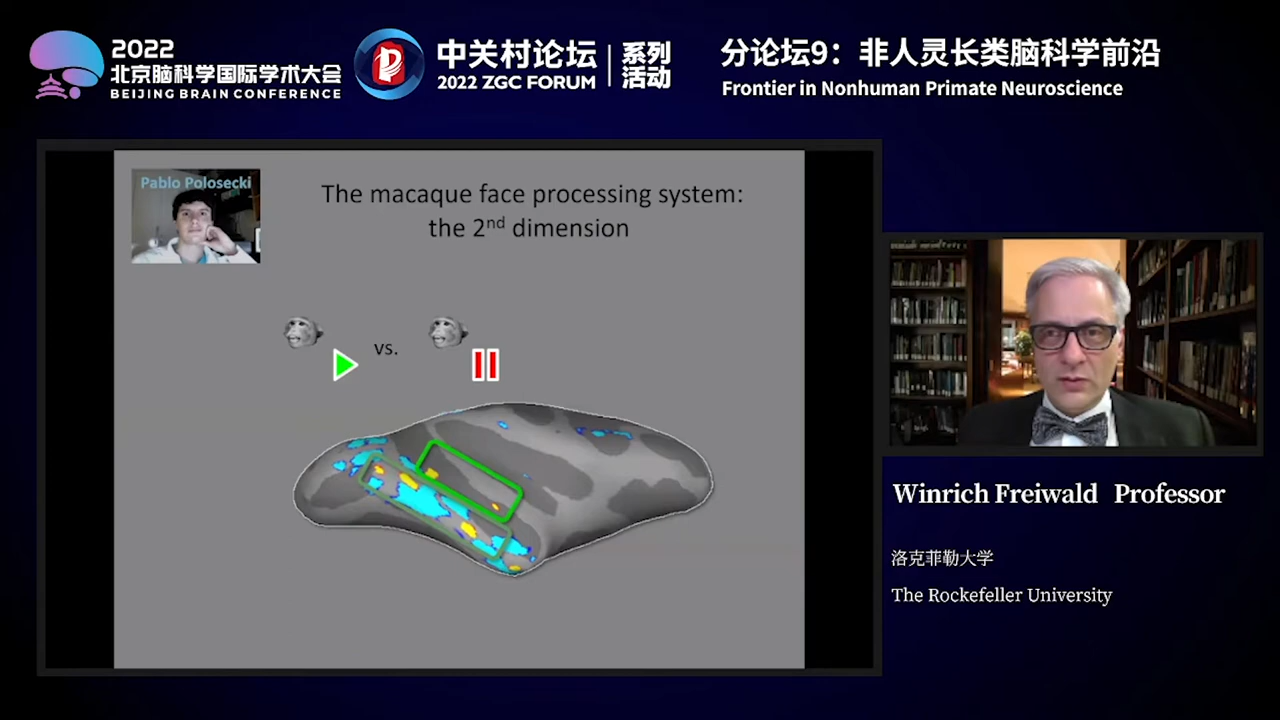 2022
北京脑科学国际学术大会
BEIJING BRAIN CONFERENCE
中关村论坛
2022 ZGC FORUM
系列
活动
分论坛9：非人灵长类脑科学前沿
Frontier in Nonhuman Primate Neuroscience
Pablo Polosecki
The macaque face processing system:
the 2nd dimension
vs.
Winrich Freiwald Professor
洛克菲勒大学
The Rockefeller University